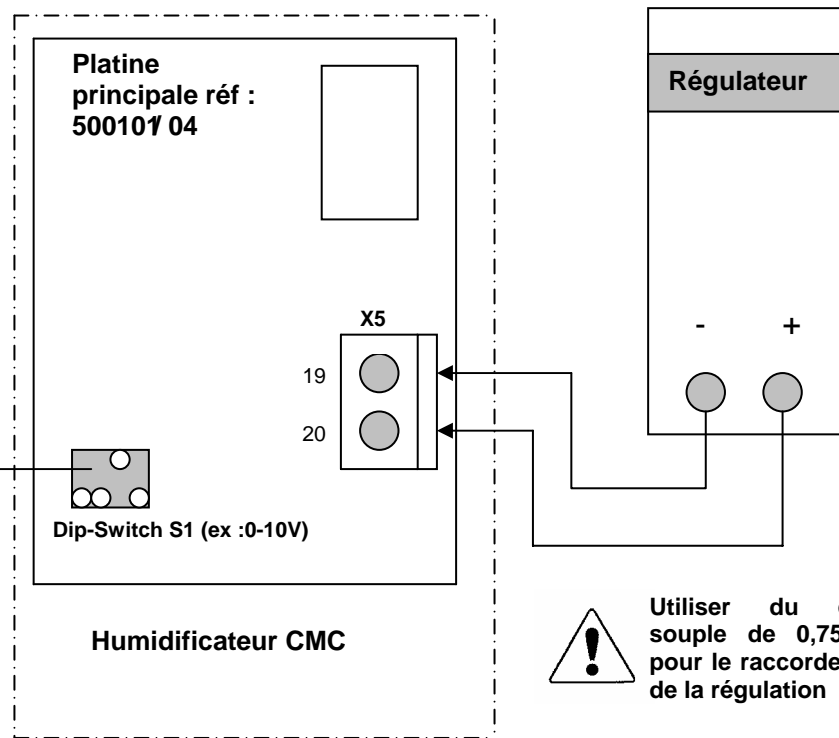 Platine
principale réf :
500101/ 04
Régulateur
X5
- +
19
20
Dip-Switch S1 (ex :0-10V)
Humidificateur CMC
Utiliser du
souple de 0,75
pour le raccorde
de la régulation